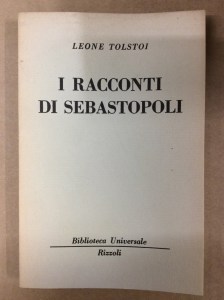 LEONE TOLSTOI
I RACCONTI
DI SEBASTOPOLI
Biblioteca Universale
Rizzoli